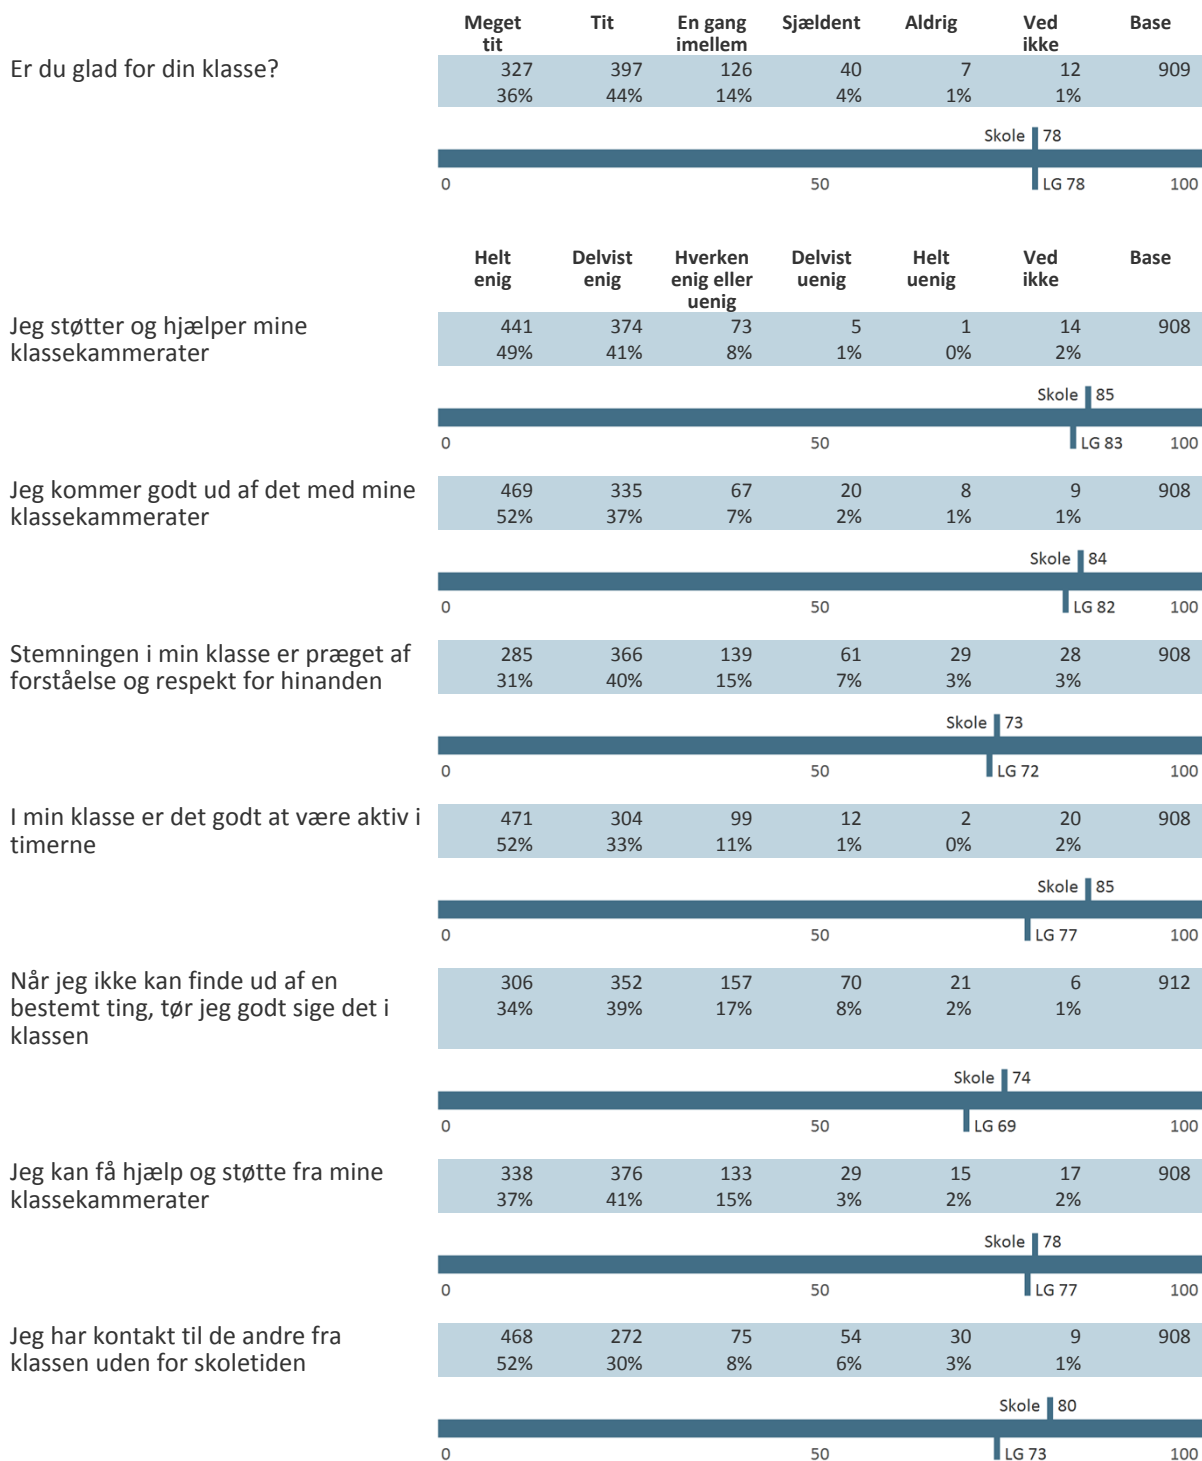 Meget tit Tit En gang imellem Sjældent Aldrig Ved ikke Base
Er du glad for din klasse? 327 397 126 40 7 12 909
36% 44% 14% 4% 1% 1%
Skole 78
0 50 LG 78 100
Helt enig Delvist enig Hverken enig eller uenig Delvist uenig Helt uenig Ved ikke Base
Jeg støtter og hjælper mine 441 374 73 5 1 14 908
klassekammerater 49% 41% 8% 1% 0% 2%
Skole 85
0 50 LG 83 100
Jeg kommer godt ud af det med mine 469 335 67 20 8 9 908
klassekammerater 52% 37% 7% 2% 1% 1%
Skole 84
0 50 LG 82 100
Stemningen i min klasse er præget af 285 366 139 61 29 28 908
forståelse og respekt for hinanden 31% 40% 15% 7% 3% 3%
Skole 73
0 50 LG 72 100
I min klasse er det godt at være aktiv i 471 304 99 12 2 20 908
timerne 52% 33% 11% 1% 0% 2%
Skole 85
0 50 LG 77 100
Når jeg ikke kan finde ud af en 306 352 157 70 21 6 912
bestemt ting, tør jeg godt sige det i 34% 39% 17% 8% 2% 1%
klassen
Skole 74
0 50 LG 69 100
Jeg kan få hjælp og støtte fra mine 338 376 133 29 15 17 908
klassekammerater 37% 41% 15% 3% 2% 2%
Skole 78
0 50 LG 77 100
Jeg har kontakt til de andre fra 468 272 75 54 30 9 908
klassen uden for skoletiden 52% 30% 8% 6% 3% 1%
Skole 80
0 50 LG 73 100